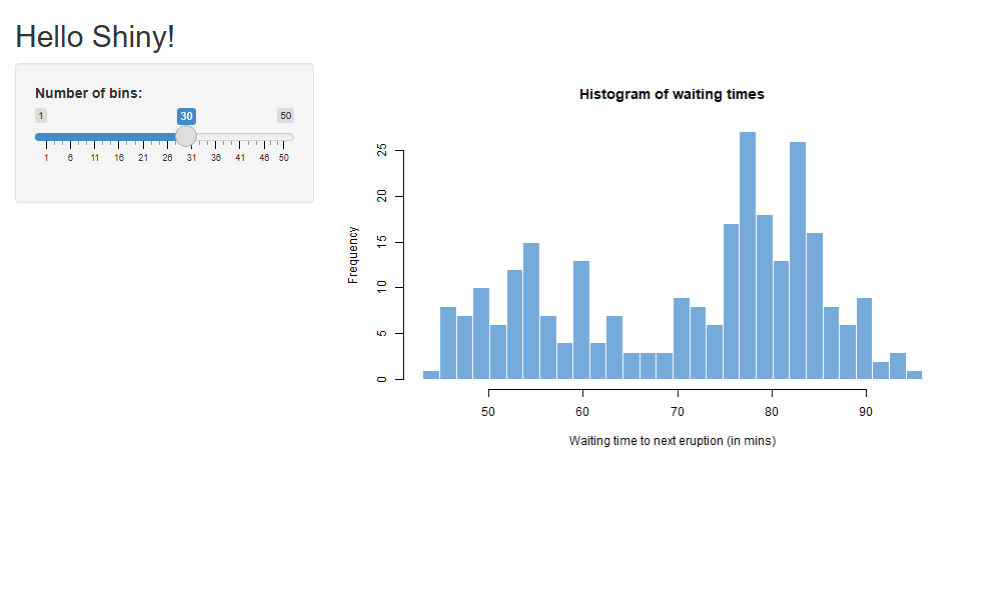 Hello Shiny!
Number of bins:
1 30 50
1 6 11 16 21 26 31 36 41 46 50
Histogram of waiting times
25
20
15
10
5
0
Frequency
50 60 70 80 90
Waiting time to next eruption (in mins)